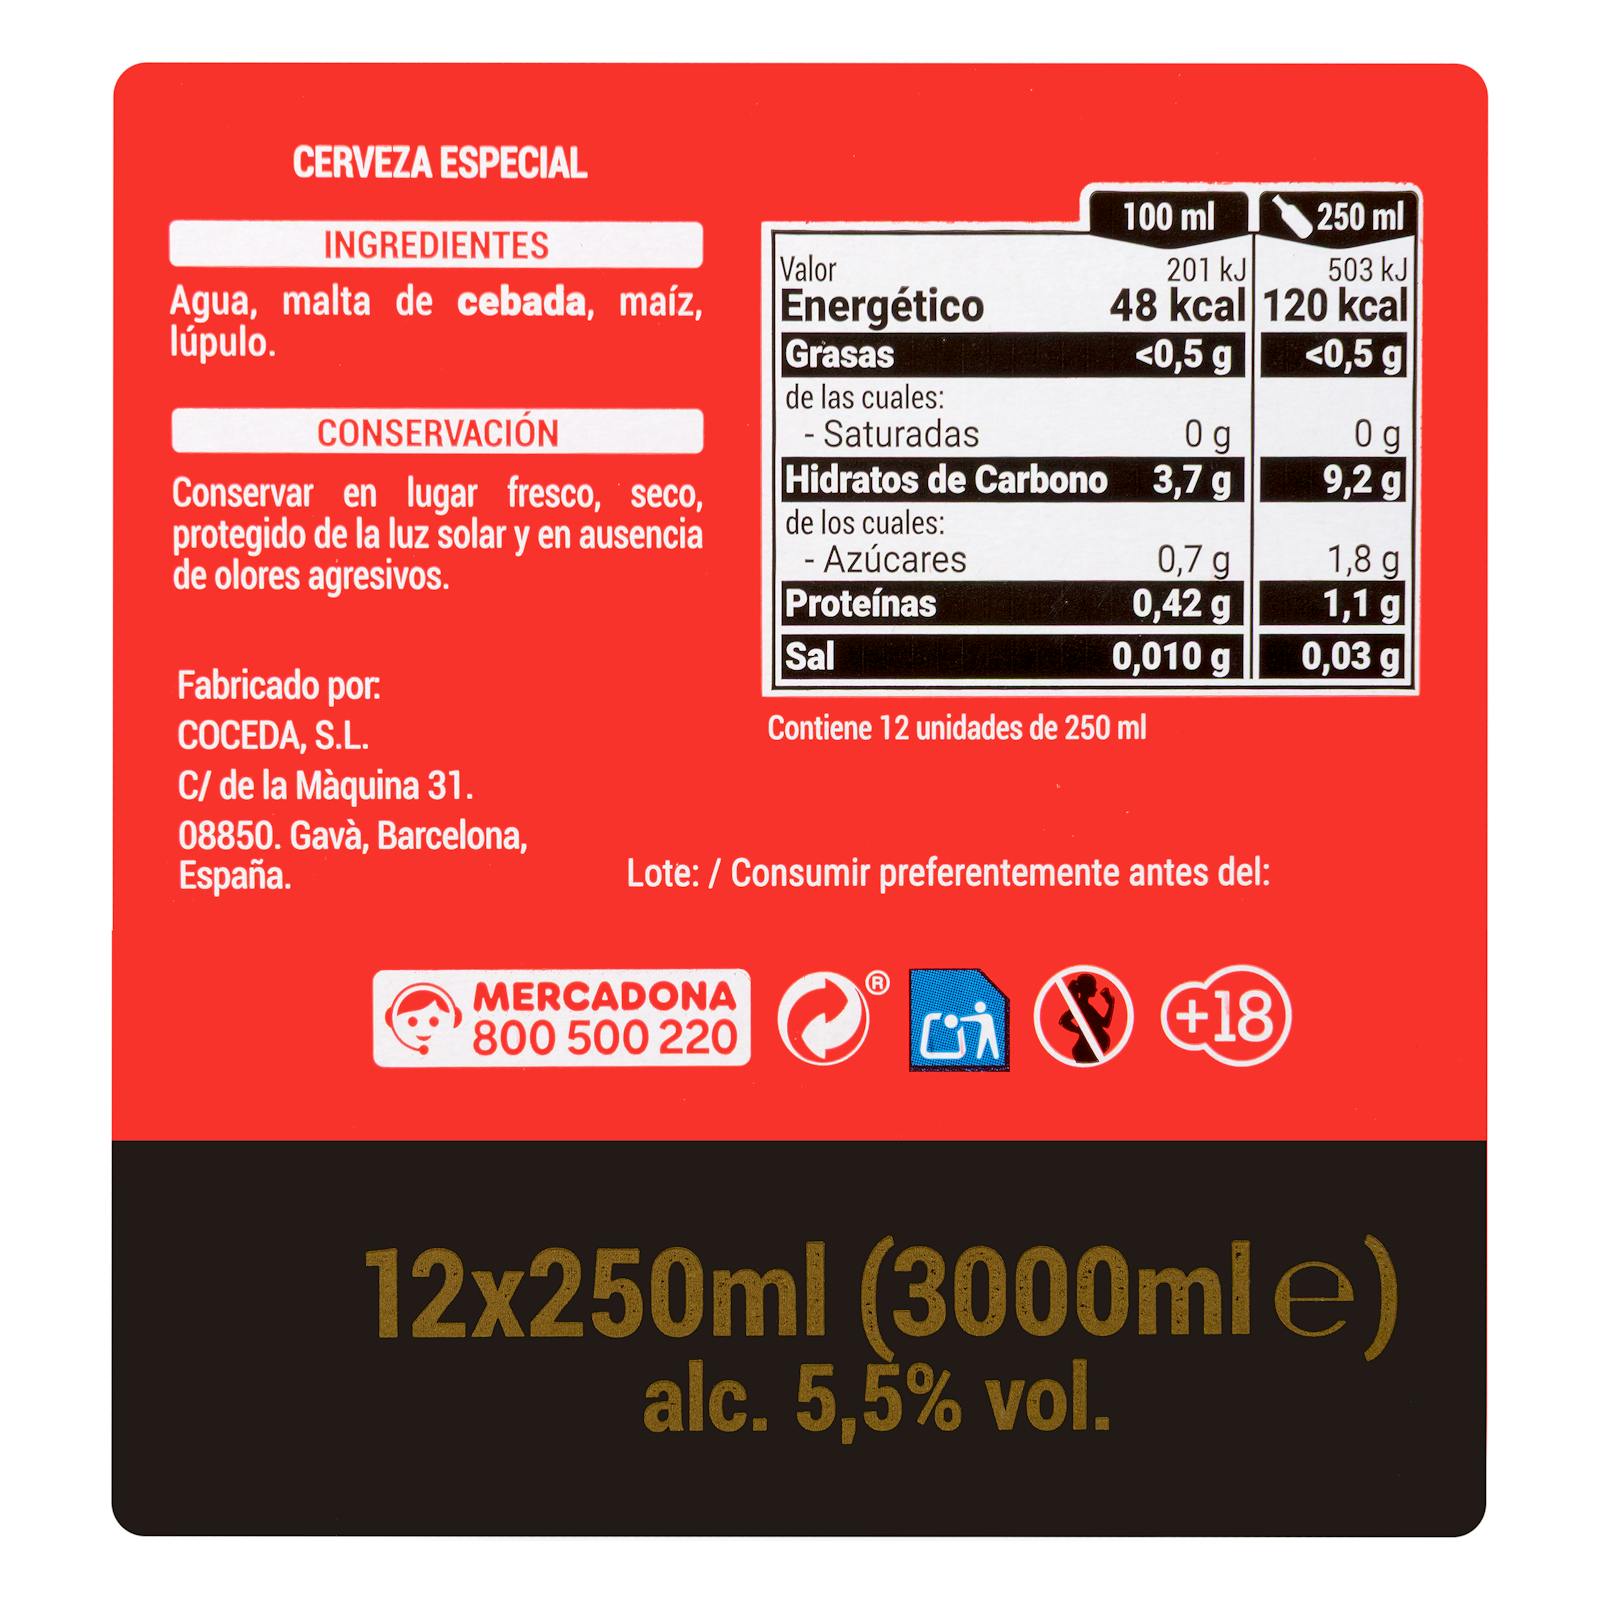 CERVEZA ESPECIAL
INGREDIENTES
Agua, malta de cebada, maíz,
lúpulo.
CONSERVACIÓN
Conservar en lugar fresco, seco,
protegido de la luz solar y en ausencia
de olores agresivos.
Fabricado por:
COCEDA, S.L.
C/ de la Màquina 31.
08850. Gavà, Barcelona,
España.
100 ml 250 ml
Valor 201 kJ 503 kJ
Energético 48 kcal 120 kcal
Grasas <0,5 g <0,5 g
de las cuales:
- Saturadas 0 g 0 g
Hidratos de Carbono 3,7 g 9,2 g
de los cuales:
- Azúcares 0,7 g 1,8 g
Proteínas 0,42 g 1,1 g
Sal 0,010 g 0,03 g
Contiene 12 unidades de 250 ml
Lote: / Consumir preferentemente antes del:
MERCADONA
800 500 220
®
+18
12x250ml (3000ml e)
alc. 5,5% vol.